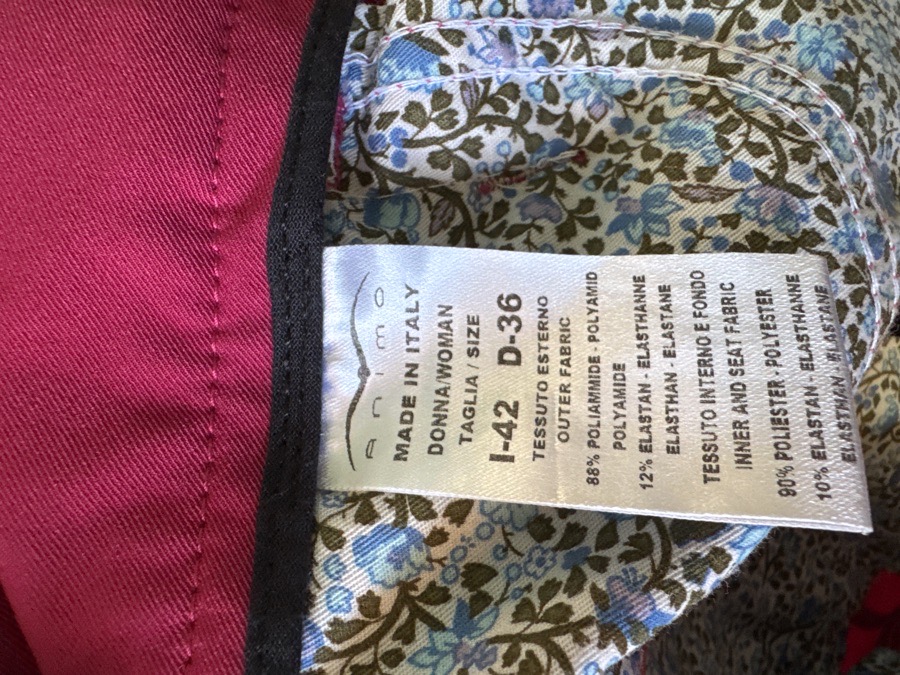 Animo
MADE IN ITALY
DONNA/WOMAN
TAGLIA / SIZE
I-42 D-36
TESSUTO ESTERNO
OUTER FABRIC
88% POLIAMMIDE - POLYAMID
POLYAMIDE
12% ELASTAN - ELASTHANNE
ELASTHAN - ELASTANE
TESSUTO INTERNO E FONDO
INNER AND SEAT FABRIC
90% POLIESTER - POLYESTER
10% ELASTAN - ELASTHANNE
ELASTHAN - ELASTANE